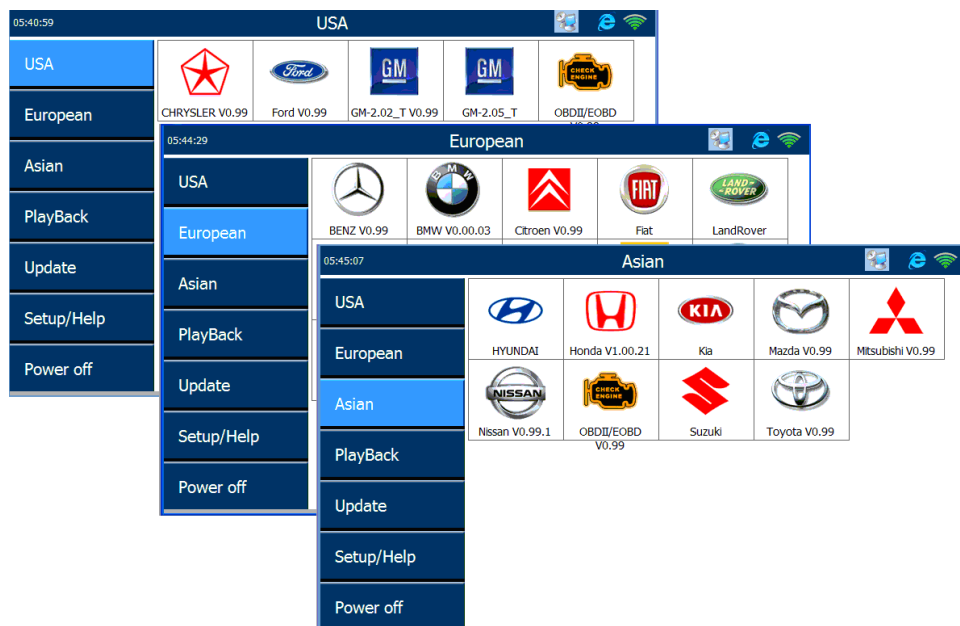 05:40:59
USA
USA
European
Asian
PlayBack
Update
Setup/Help
Power off
Ford
GM
GM
CHECK
ENGINE
CHRYSLER V0.99
Ford V0.99
GM-2.02_T V0.99
GM-2.05_T
OBDII/EOBD
05:44:29
European
USA
European
Asian
PlayBack
Update
Setup/Help
Power off
BMW
FIAT
LAND-
-ROVER
BENZ V0.99
BMW V0.00.03
Citroen V0.99
Fiat
LandRover
05:45:07
Asian
USA
European
Asian
PlayBack
Update
Setup/Help
Power off
KIA
HYUNDAI
Honda V1.00.21
Kia
Mazda V0.99
Mitsubishi V0.99
NISSAN
CHECK
ENGINE
Nissan V0.99.1
OBDII/EOBD
V0.99
Suzuki
Toyota V0.99